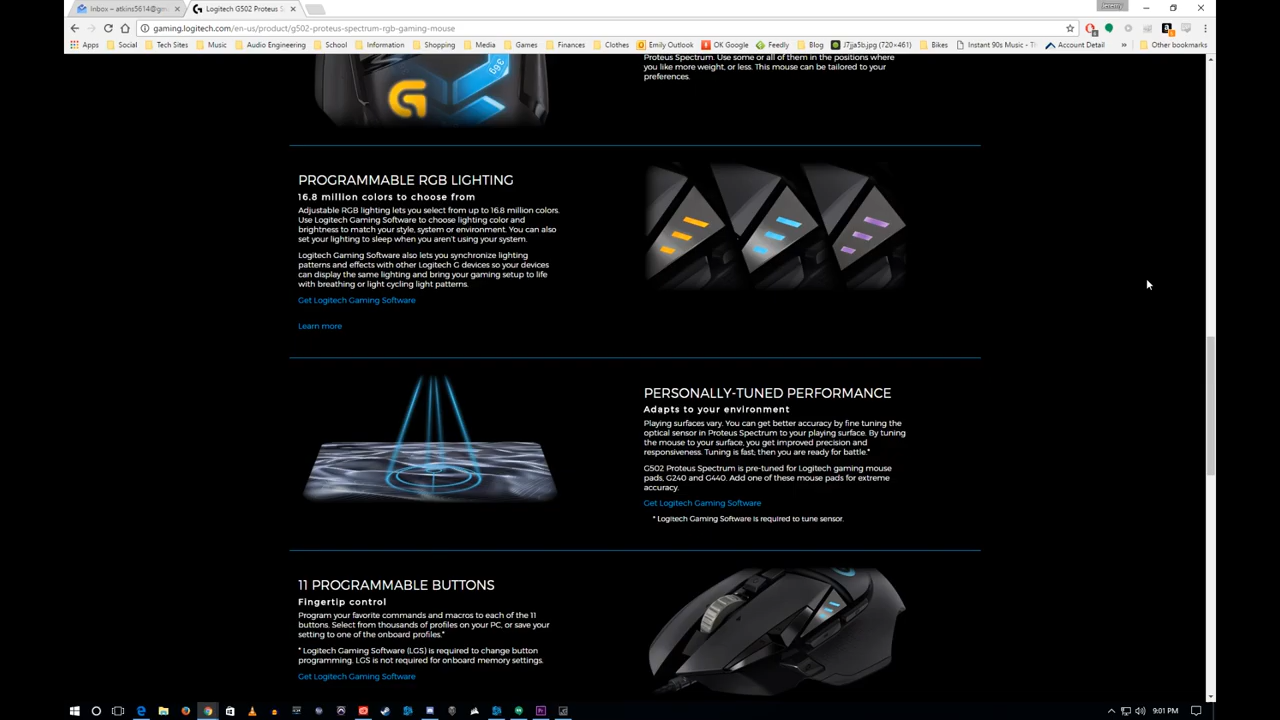 Jeremy
Inbox – atkins5614@gm
Logitech G502 Proteus S
gaming.logitech.com/en-us/product/g502-proteus-spectrum-rgb-gaming-mouse
Apps Social Tech Sites Music Audio Engineering School Information Shopping Media Games Finances Clothes Emily Outlook OK Google Feedly Blog J7jja5b.jpg (720×461) Bikes Instant 90s Music - Tr Account Detail » Other bookmarks
Proteus Spectrum. Use some or all of them in the positions where
you like more weight, or less. This mouse can be tailored to your
preferences.
PROGRAMMABLE RGB LIGHTING
16.8 million colors to choose from
Adjustable RGB lighting lets you select from up to 16.8 million colors.
Use Logitech Gaming Software to choose lighting color and
brightness to match your style, system or environment. You can also
set your lighting to sleep when you aren't using your system.
Logitech Gaming Software also lets you synchronize lighting
patterns and effects with other Logitech G devices so your devices
can display the same lighting and bring your gaming setup to life
with breathing or light cycling light patterns.
Get Logitech Gaming Software
Learn more
PERSONALLY-TUNED PERFORMANCE
Adapts to your environment
Playing surfaces vary. You can get better accuracy by fine tuning the
optical sensor in Proteus Spectrum to your playing surface. By tuning
the mouse to your surface, you get improved precision and
responsiveness. Tuning is fast, then you are ready for battle.*
G502 Proteus Spectrum is pre-tuned for Logitech gaming mouse
pads, G240 and G440. Add one of these mouse pads for extreme
accuracy.
Get Logitech Gaming Software
* Logitech Gaming Software is required to tune sensor.
11 PROGRAMMABLE BUTTONS
Fingertip control
Program your favorite commands and macros to each of the 11
buttons. Select from thousands of profiles on your PC, or save your
setting to one of the onboard profiles.*
* Logitech Gaming Software (LGS) is required to change button
programming. LGS is not required for onboard memory settings.
Get Logitech Gaming Software
9:01 PM